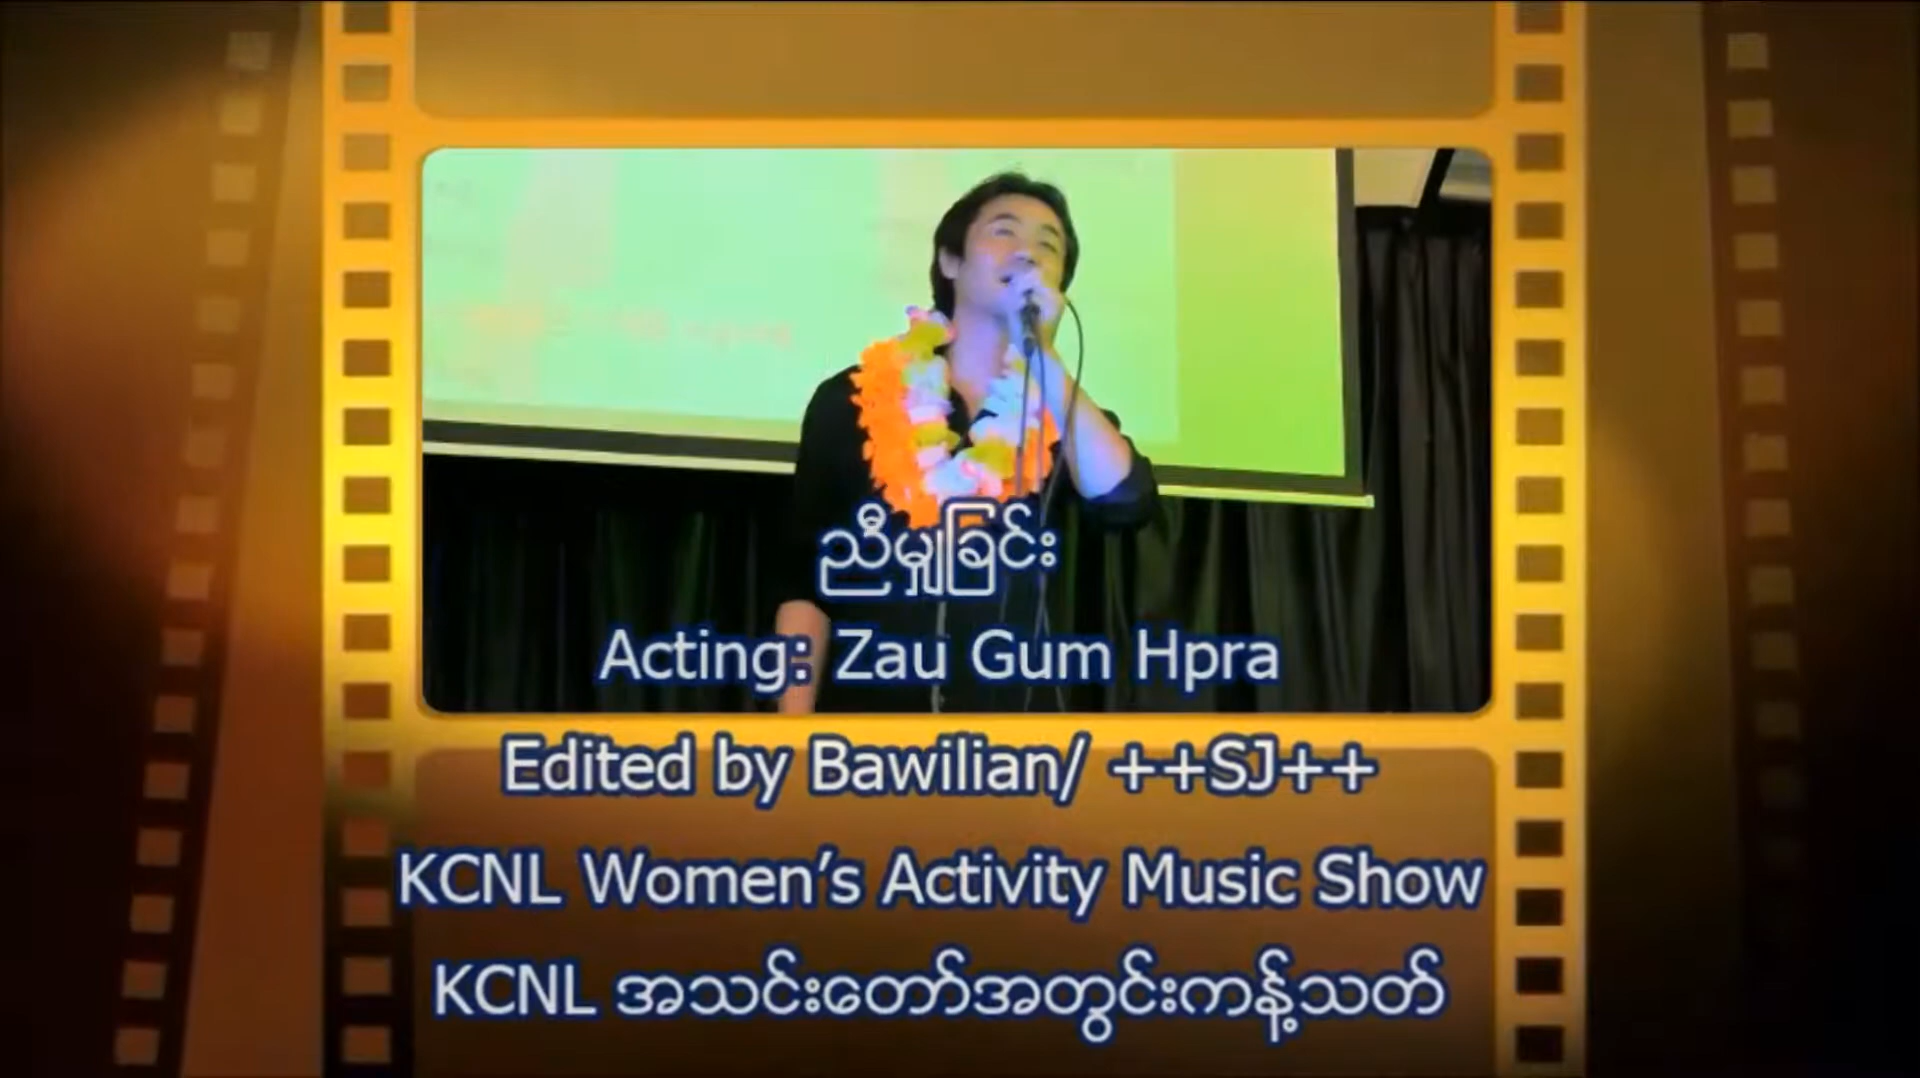 ညီမျှခြင်း
Acting: Zau Gum Hpra
Edited by Bawilian/ ++SJ++
KCNL Women’s Activity Music Show
KCNL အသင်းတော်အတွင်းကန့်သတ်